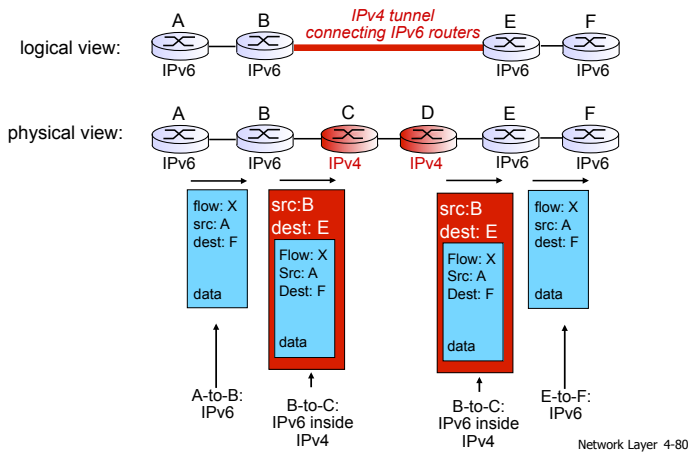 IPv4 tunnel
connecting IPv6 routers
A B E F
logical view:
IPv6 IPv6 IPv6 IPv6
A B C D E F
physical view:
IPv6 IPv6 IPv4 IPv4 IPv6 IPv6
flow: X
src: A
dest: F
data
src:B
dest: E
Flow: X
Src: A
Dest: F
data
src:B
dest: E
Flow: X
Src: A
Dest: F
data
flow: X
src: A
dest: F
data
A-to-B:
IPv6
B-to-C:
IPv6 inside
IPv4
B-to-C:
IPv6 inside
IPv4
E-to-F:
IPv6
Network Layer 4-80